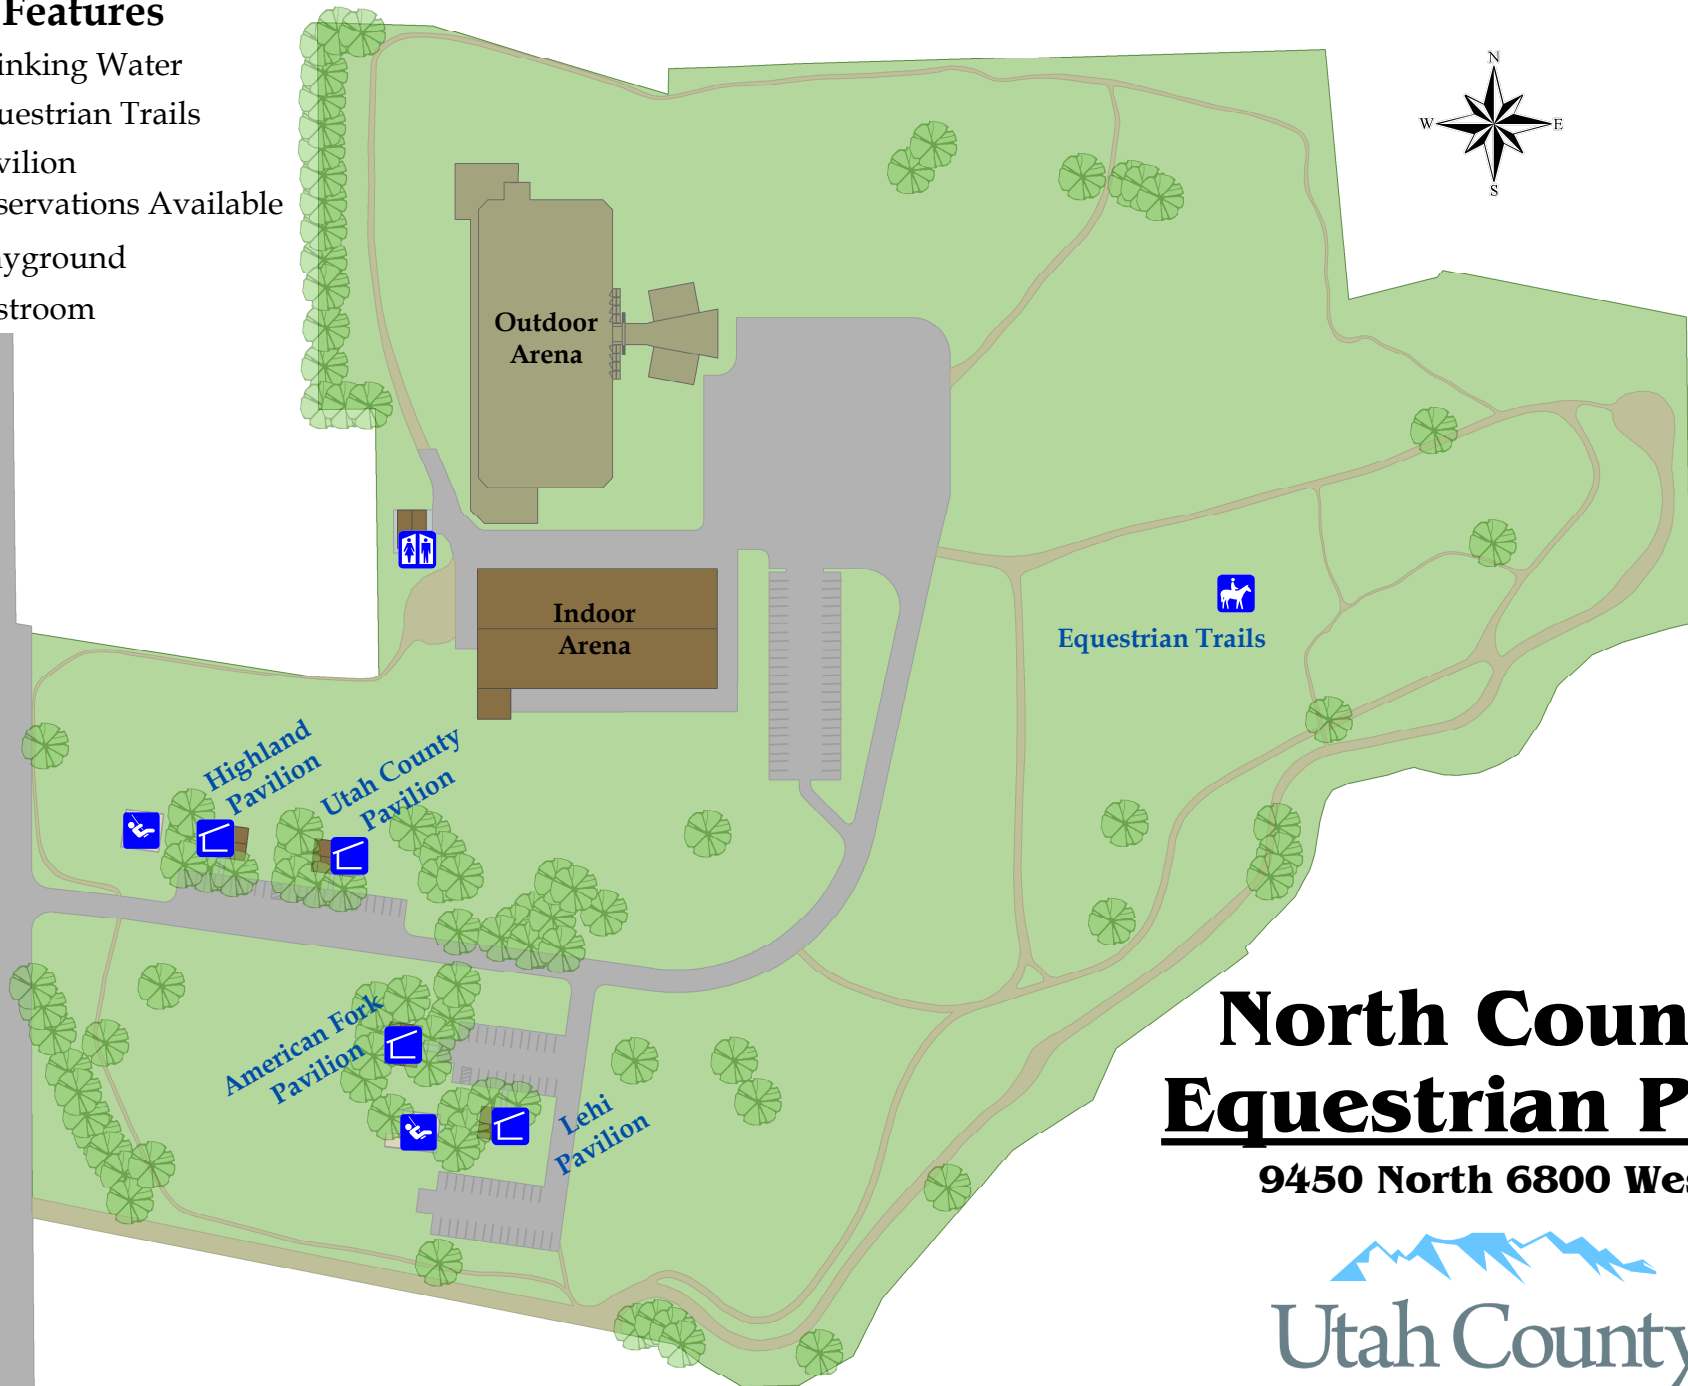 Features
inking Water
uestrian Trails
vilion
servations Available
yground
stroom
N
W
E
S
Outdoor
Arena
Indoor
Arena
Equestrian Trails
Highland
Pavilion
Utah County
Pavilion
American Fork
Pavilion
Lehi
Pavilion
North Coun
Equestrian P
9450 North 6800 Wes
Utah County